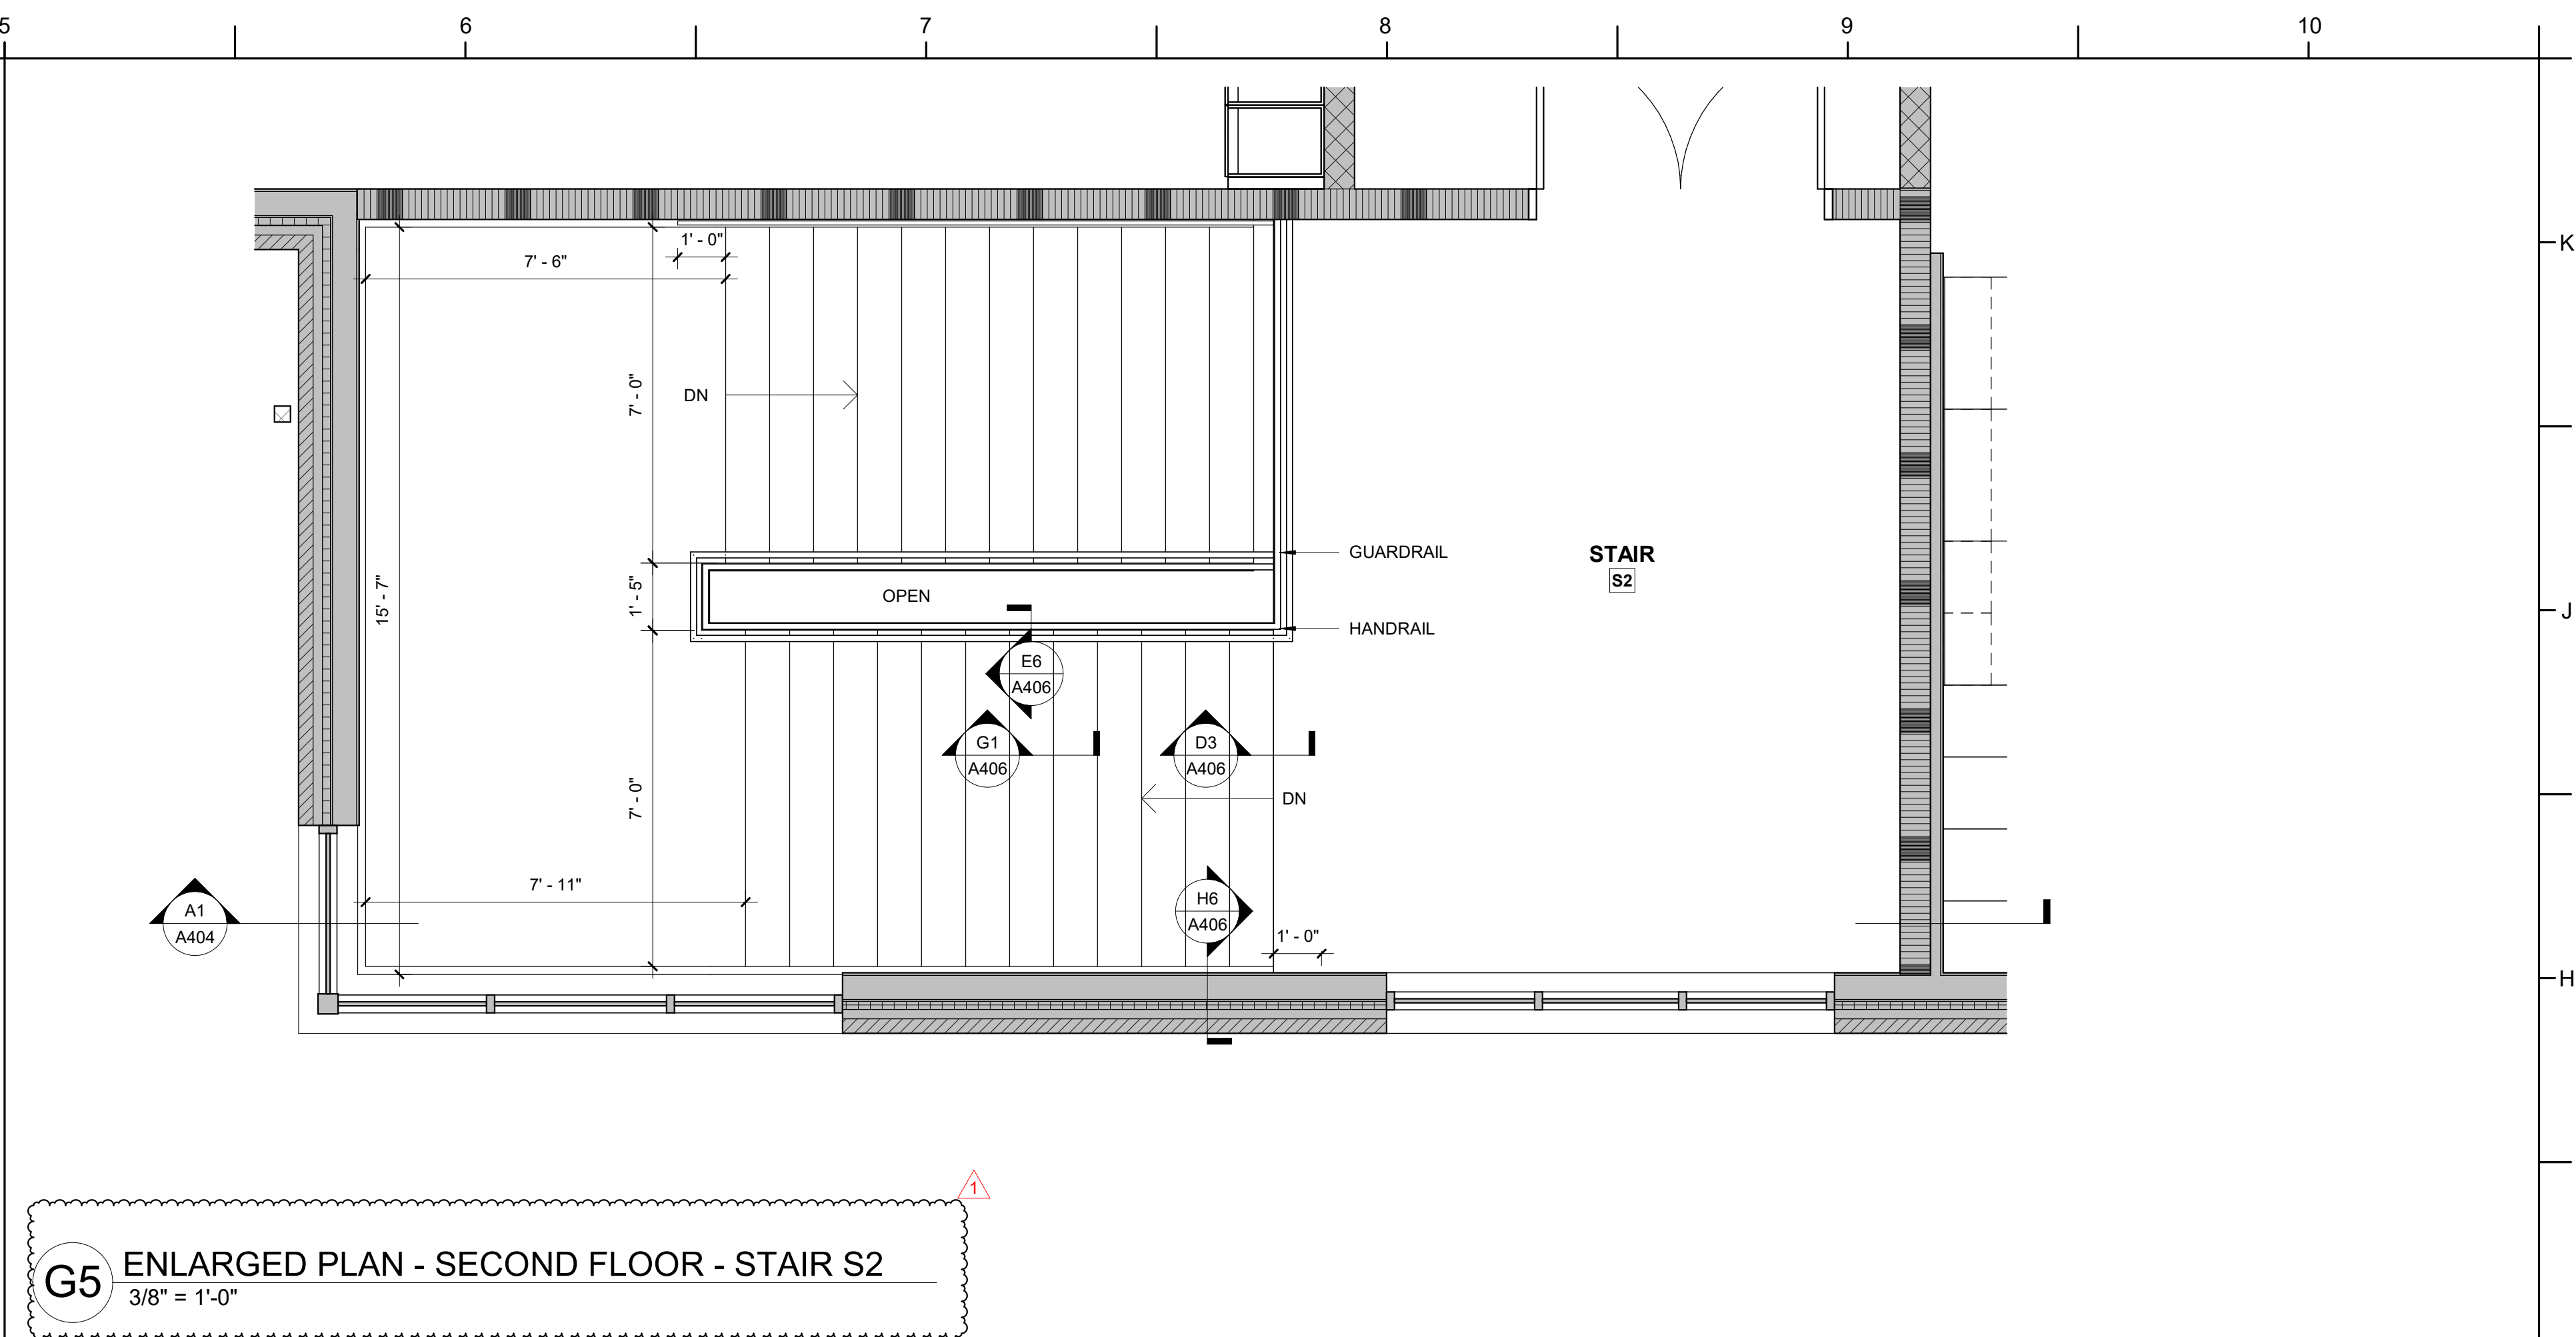 5
6
7
8
9
10
K
J
H
1' - 0"
7' - 6"
7' - 0"
DN
GUARDRAIL
STAIR
S2
15' - 7"
1' - 5"
OPEN
HANDRAIL
E6
A406
G1
A406
D3
A406
7' - 0"
DN
7' - 11"
H6
A406
A1
A404
1' - 0"
1
G5
ENLARGED PLAN - SECOND FLOOR - STAIR S2
3/8" = 1'-0"